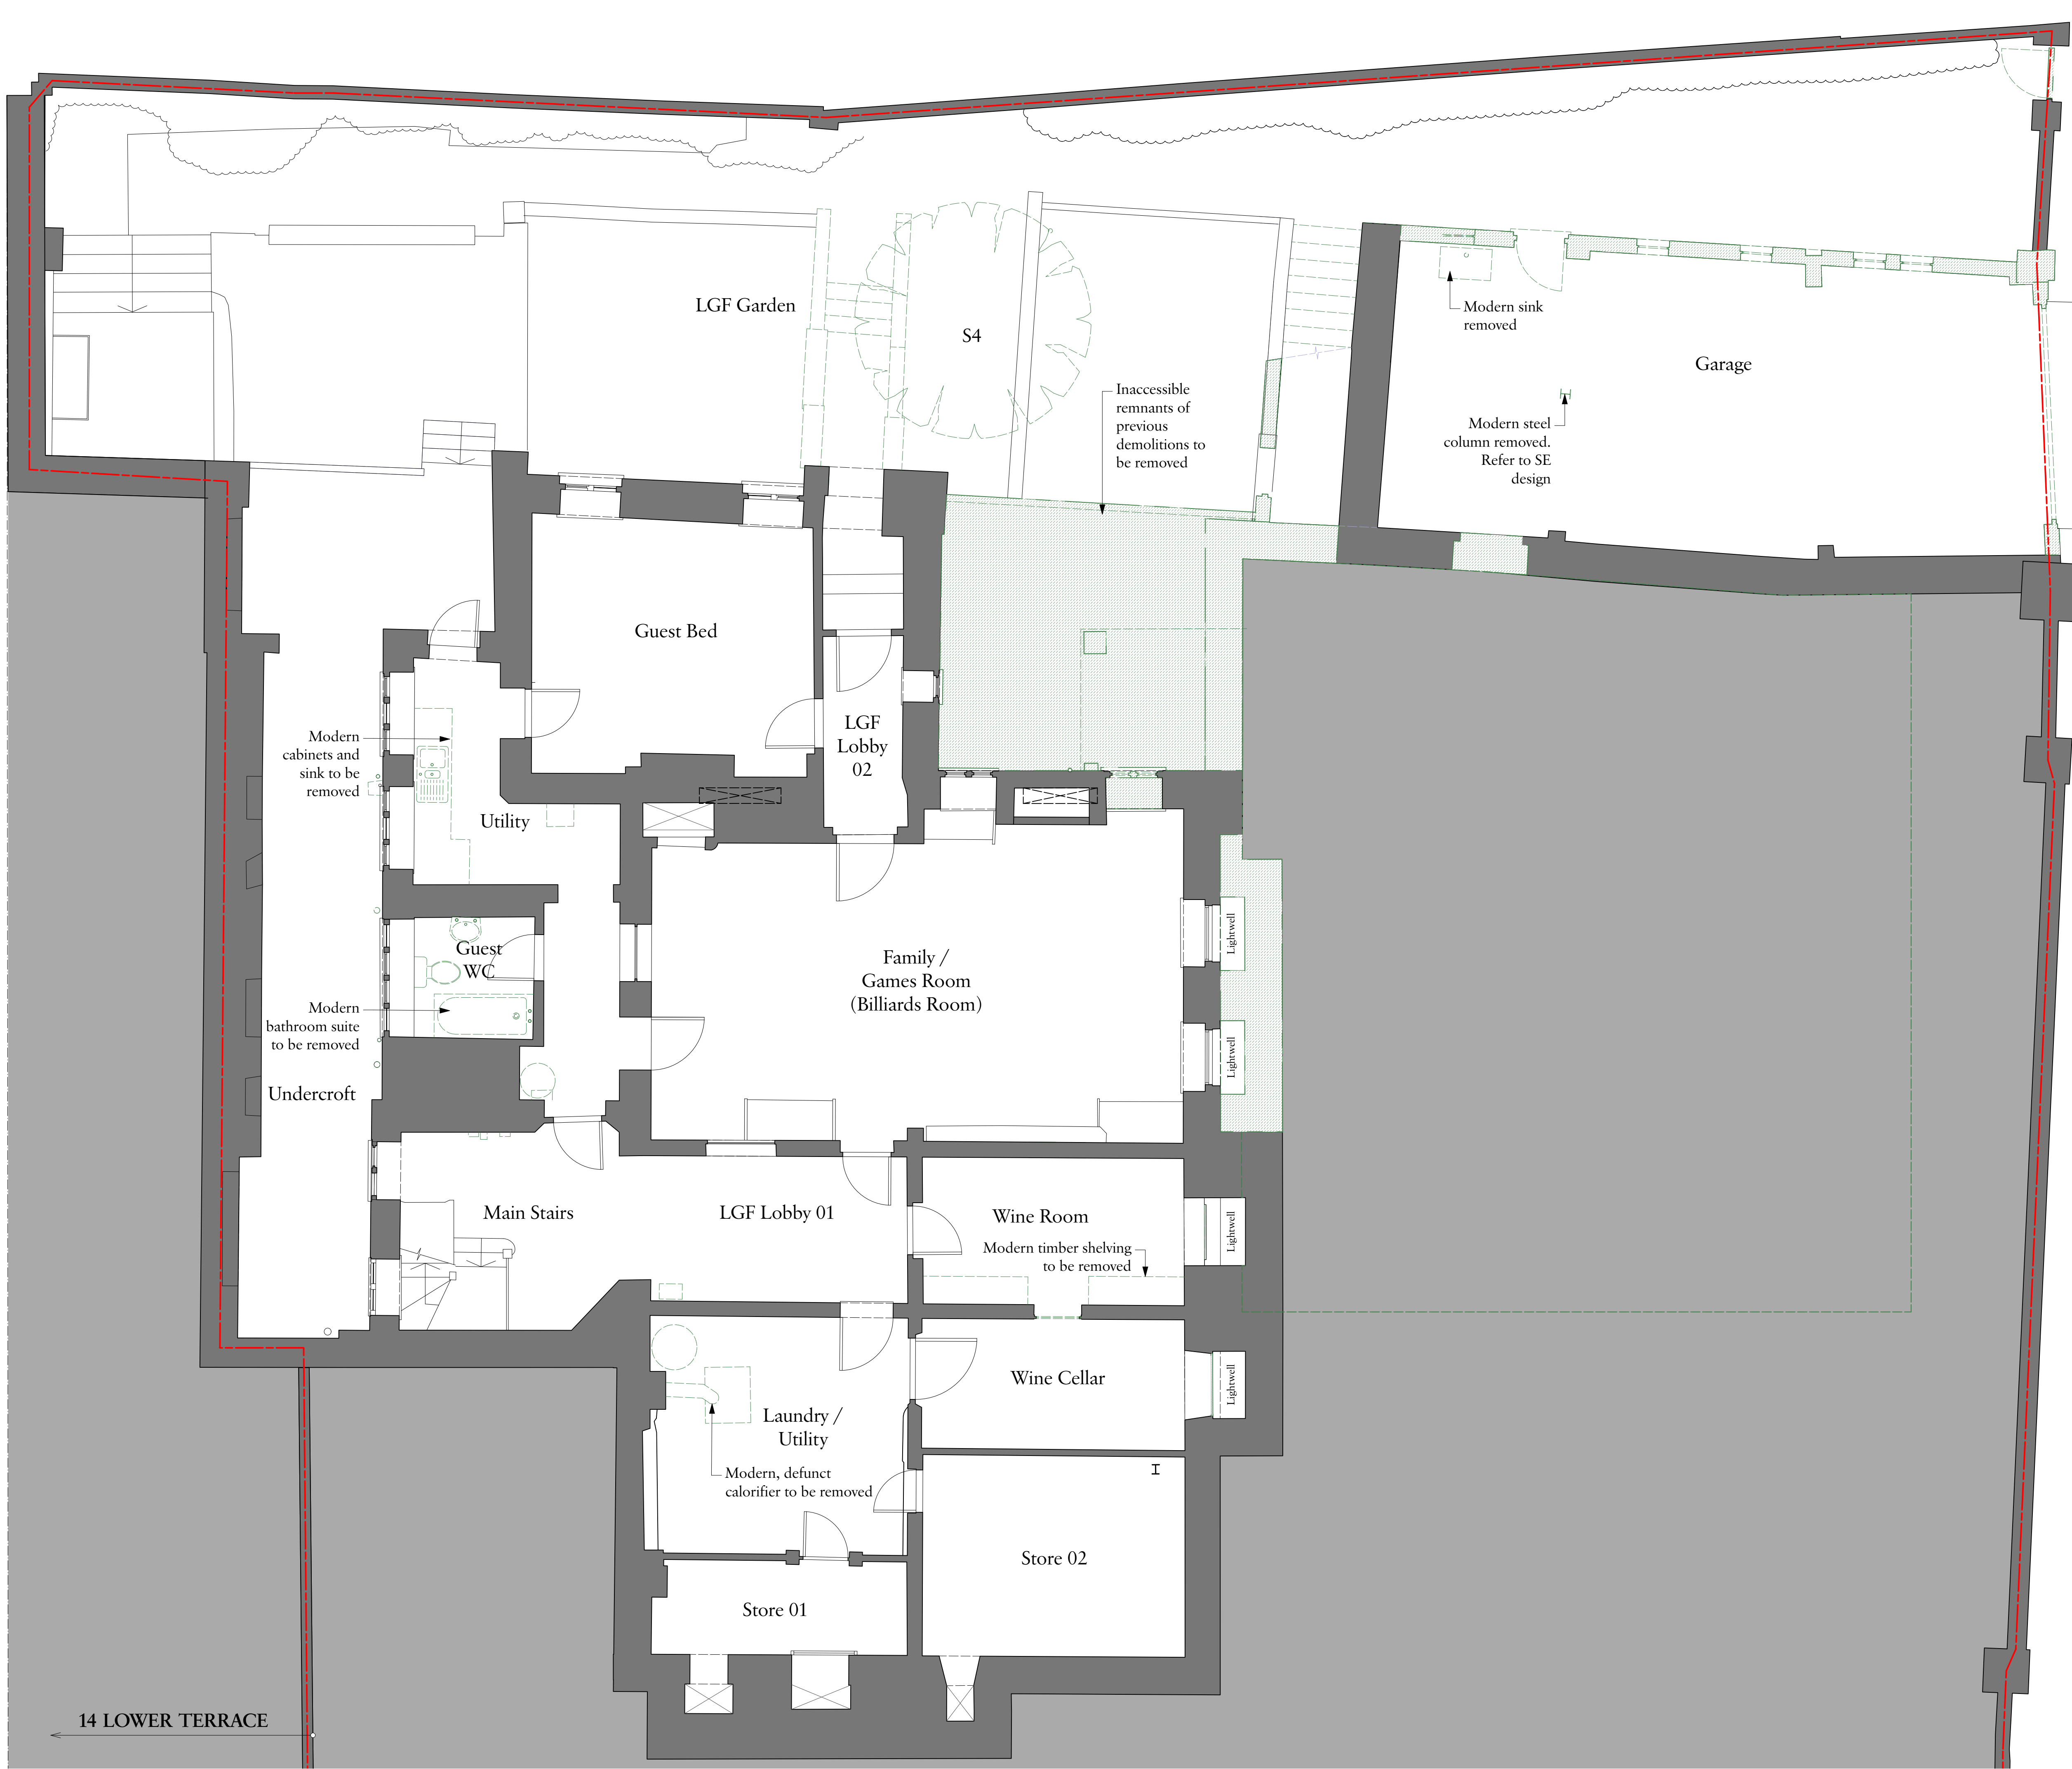 LGF Garden
S4
Modern sink
removed
Garage
Inaccessible
remnants of
previous
demolitions to
be removed
Modern steel
column removed.
Refer to SE
design
Guest Bed
LGF
Lobby
02
Modern
cabinets and
sink to be
removed
Utility
Guest
WC
Family /
Games Room
(Billiards Room)
Lightwell
Modern
bathroom suite
to be removed
Lightwell
Undercroft
Main Stairs
LGF Lobby 01
Wine Room
Lightwell
Modern timber shelving
to be removed
Wine Cellar
Lightwell
Laundry /
Utility
Modern, defunct
calorifier to be removed
Store 02
Store 01
14 LOWER TERRACE